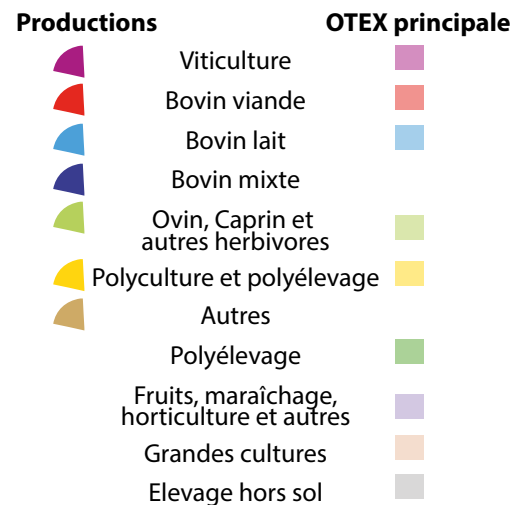 Productions OTEX principale
Viticulture
Bovin viande
Bovin lait
Bovin mixte
Ovin, Caprin et
autres herbivores
Polyculture et polyélevage
Autres
Polyélevage
Fruits, maraîchage,
horticulture et autres
Grandes cultures
Elevage hors sol